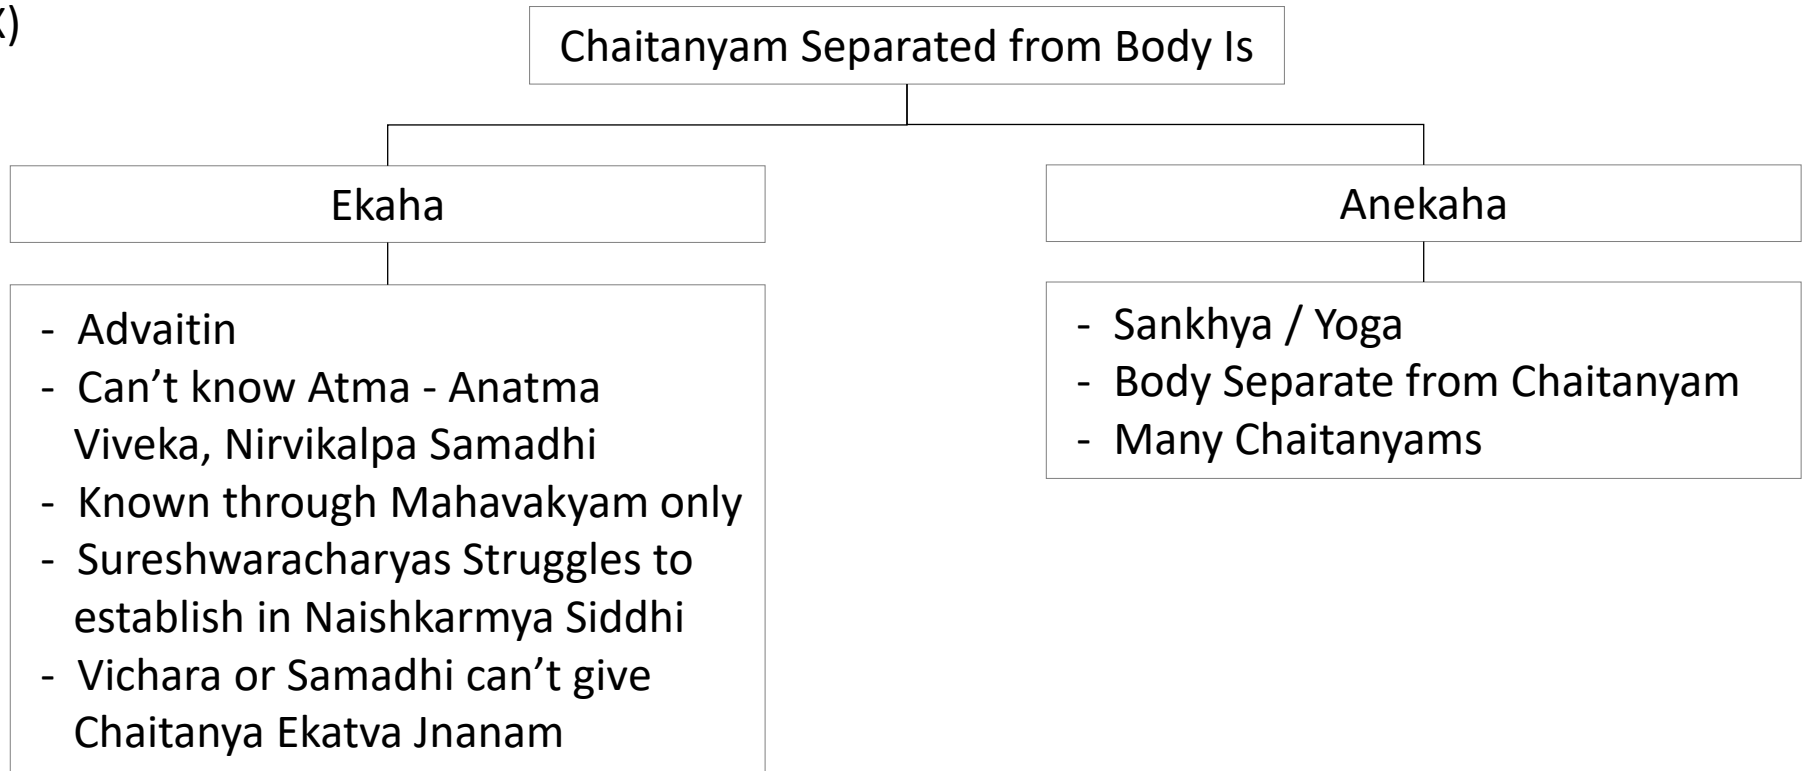 X)
Chaitanyam Separated from Body Is
Ekaha
Anekaha
- Advaitin
- Can’t know Atma - Anatma
Viveka, Nirvikalpa Samadhi
- Known through Mahavakyam only
- Sureshwaracharyas Struggles to
establish in Naishkarmya Siddhi
- Vichara or Samadhi can’t give
Chaitanya Ekatva Jnanam
- Sankhya / Yoga
- Body Separate from Chaitanyam
- Many Chaitanyams